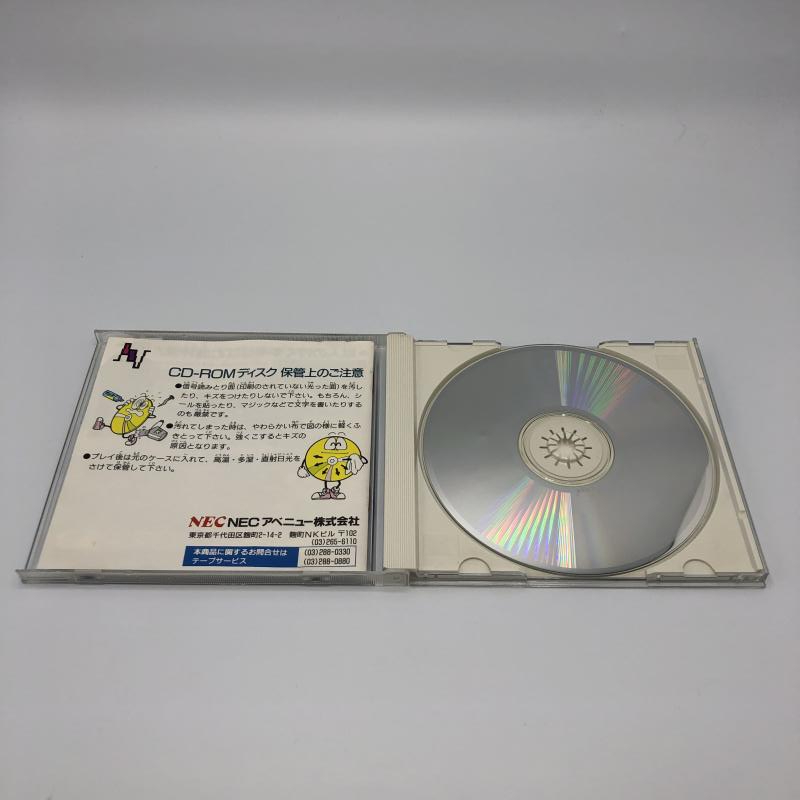 CD-ROMディスク 保管上のご注意
●信号読みとり面(印刷のされていない光った面)を汚し
たり、キズをつけたりしないで下さい。もちろん、シ
ールを貼ったり、マジックなどで文字を書いたりする
のも厳禁です。
●汚れてしまった時は、やわらかい布で図の様に軽くふ
きとって下さい。強くこするとキズの
原因となります。
●プレイ後は元のケースに入れて、高温・多湿・直射日光を
さけて保管して下さい。
NEC NECアベニュー株式会社
東京都千代田区麹町2-14-2 麹町NKビル 〒102
(03)265-6110
本商品に関するお問合せは
テープサービス
(03)288-0330
(03)288-0880